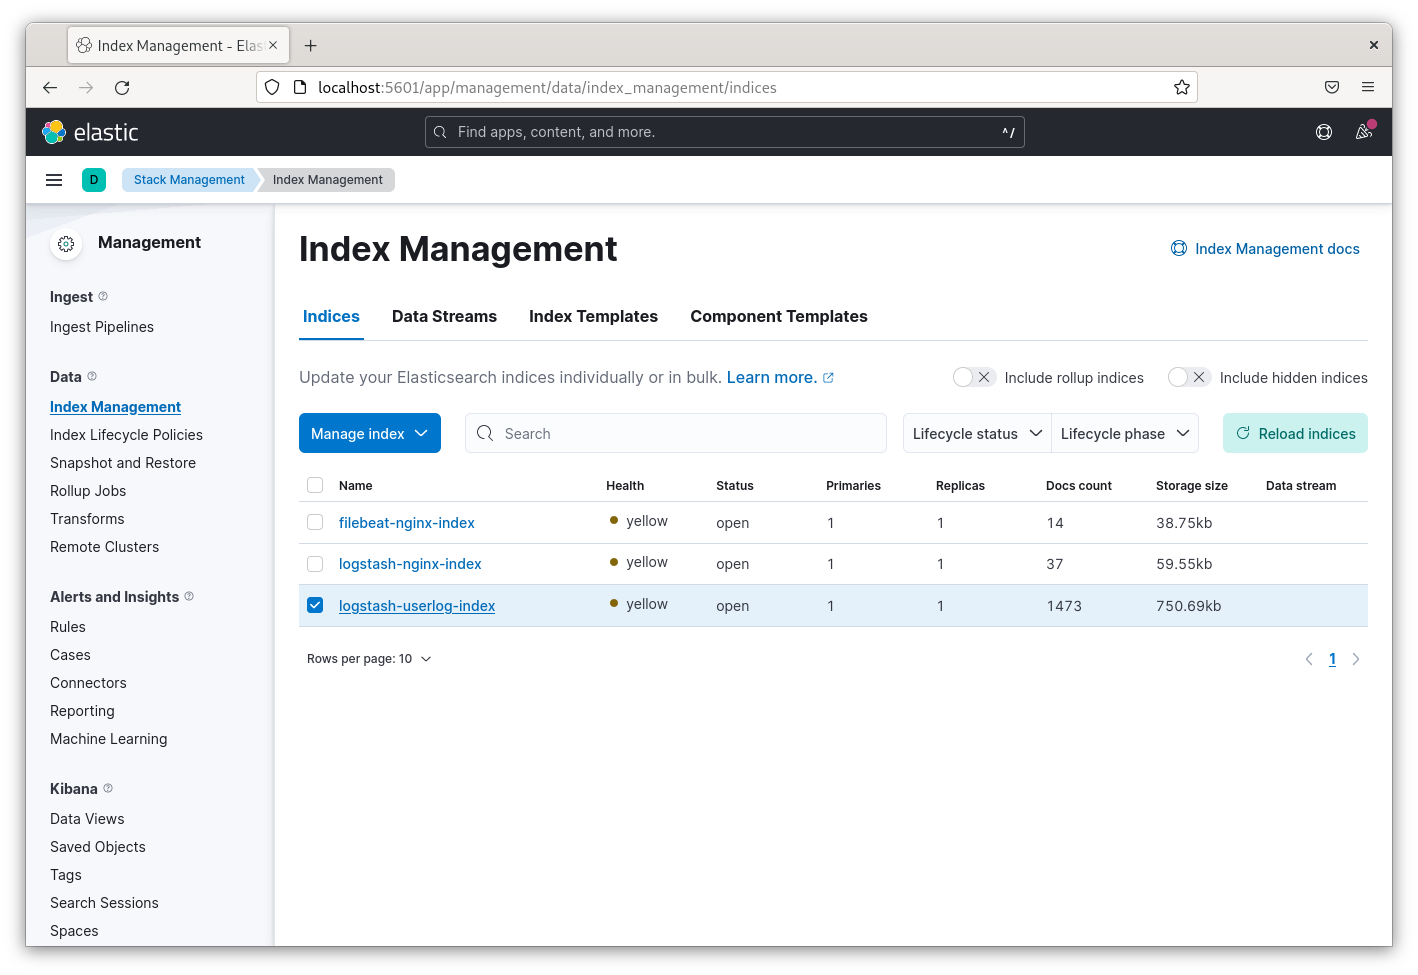 Index Management - Elas
localhost:5601/app/management/data/index_management/indices
elastic
Find apps, content, and more.
^/
D
Stack Management
Index Management
Management
Ingest
Ingest Pipelines
Data
Index Management
Index Lifecycle Policies
Snapshot and Restore
Rollup Jobs
Transforms
Remote Clusters
Alerts and Insights
Rules
Cases
Connectors
Reporting
Machine Learning
Kibana
Data Views
Saved Objects
Tags
Search Sessions
Spaces
Index Management
Index Management docs
Indices Data Streams Index Templates Component Templates
Update your Elasticsearch indices individually or in bulk. Learn more.
Include rollup indices
Include hidden indices
Manage index
Search
Lifecycle status
Lifecycle phase
Reload indices
Name Health Status Primaries Replicas Docs count Storage size Data stream
filebeat-nginx-index yellow open 1 1 14 38.75kb
logstash-nginx-index yellow open 1 1 37 59.55kb
logstash-userlog-index yellow open 1 1 1473 750.69kb
Rows per page: 10
1